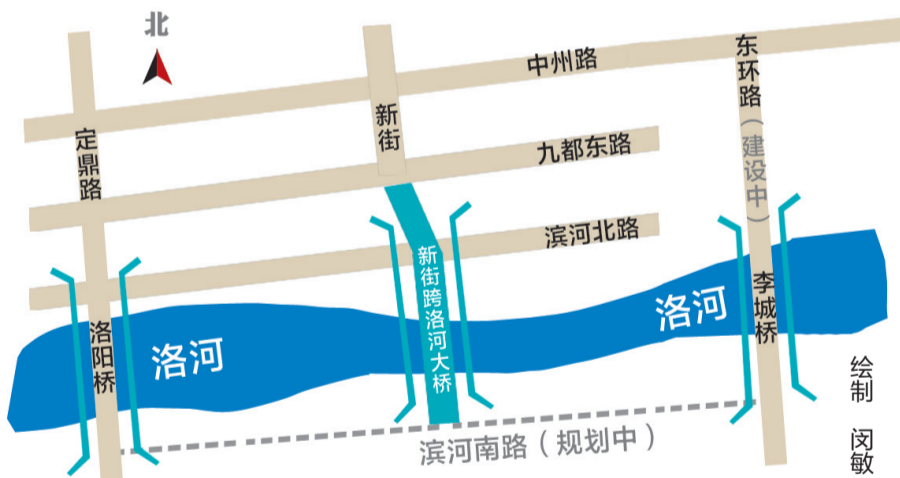 北
中州路
东环路（建设中）
新街
定鼎路
九都东路
滨河北路
新街跨洛河大桥
洛河
洛河
李城桥
洛阳桥
滨河南路（规划中）
绘制 闵敏